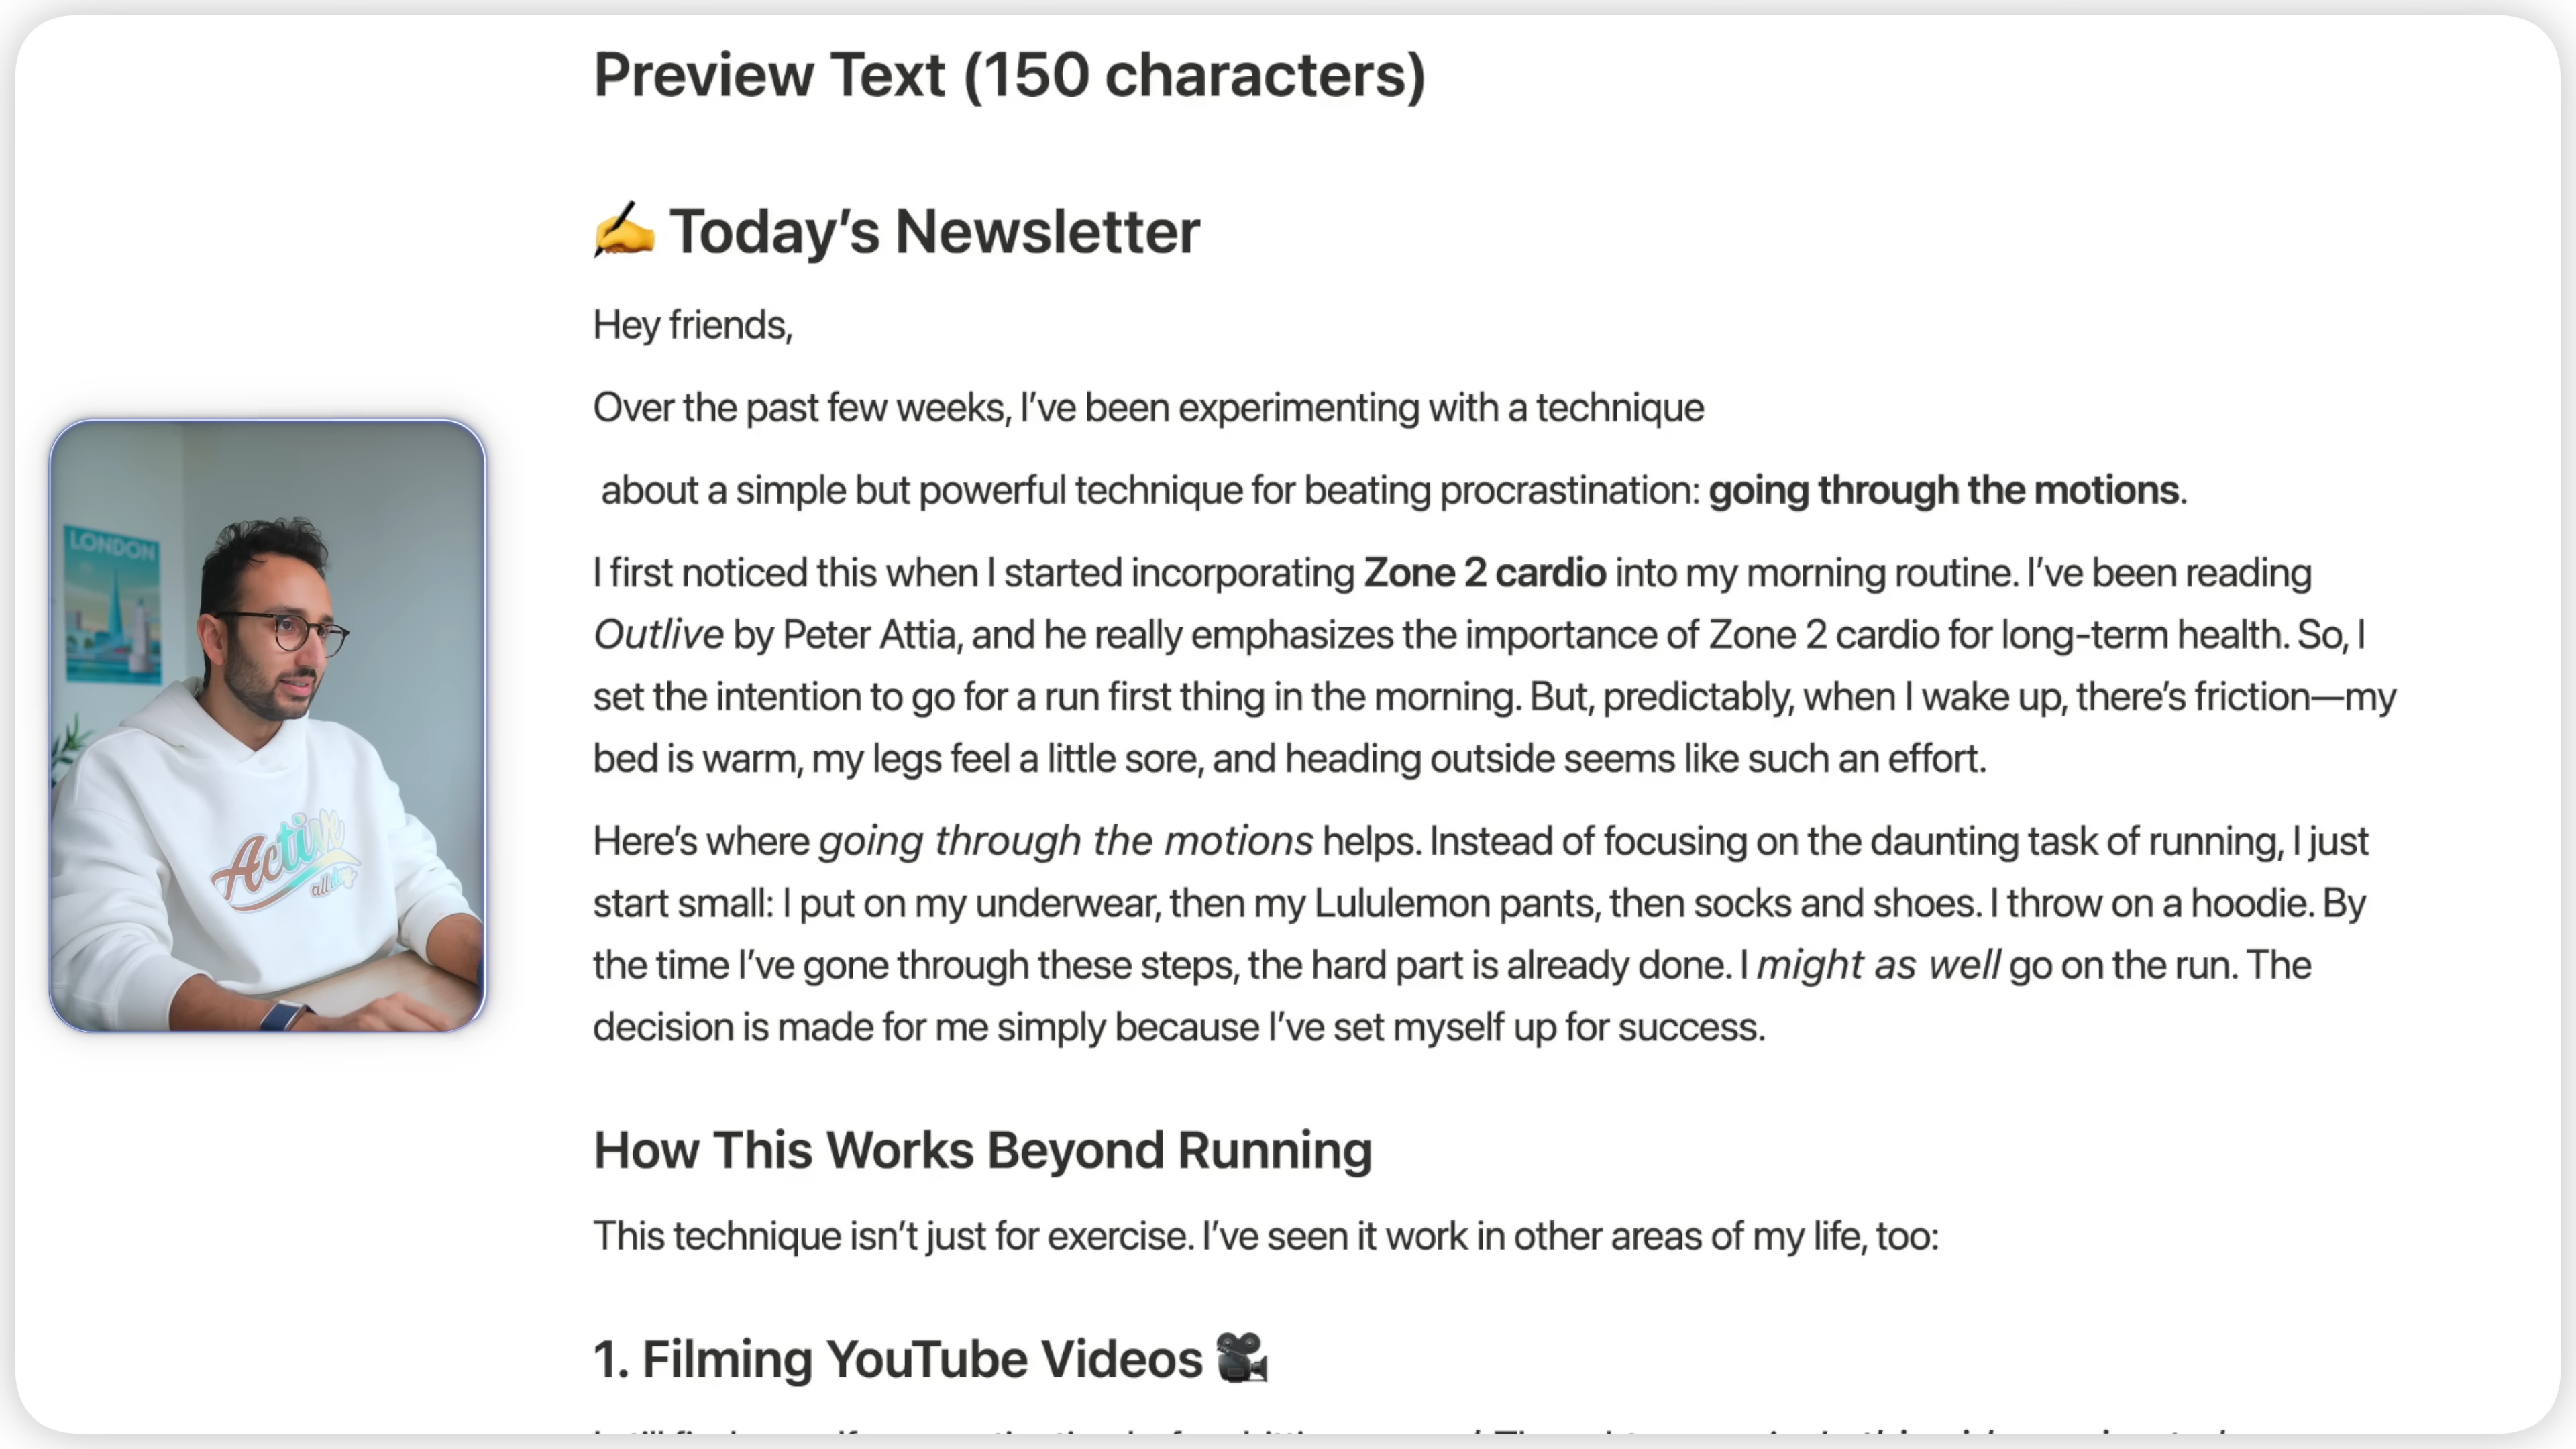 Preview Text (150 characters)
✍️ Today’s Newsletter
Hey friends,
Over the past few weeks, I’ve been experimenting with a technique
about a simple but powerful technique for beating procrastination: going through the motions.
I first noticed this when I started incorporating Zone 2 cardio into my morning routine. I’ve been reading
Outlive by Peter Attia, and he really emphasizes the importance of Zone 2 cardio for long-term health. So, I
set the intention to go for a run first thing in the morning. But, predictably, when I wake up, there’s friction—my
bed is warm, my legs feel a little sore, and heading outside seems like such an effort.
Here’s where going through the motions helps. Instead of focusing on the daunting task of running, I just
start small: I put on my underwear, then my Lululemon pants, then socks and shoes. I throw on a hoodie. By
the time I’ve gone through these steps, the hard part is already done. I might as well go on the run. The
decision is made for me simply because I’ve set myself up for success.
How This Works Beyond Running
This technique isn’t just for exercise. I’ve seen it work in other areas of my life, too:
1. Filming YouTube Videos 🎥
LONDON
Active
all day